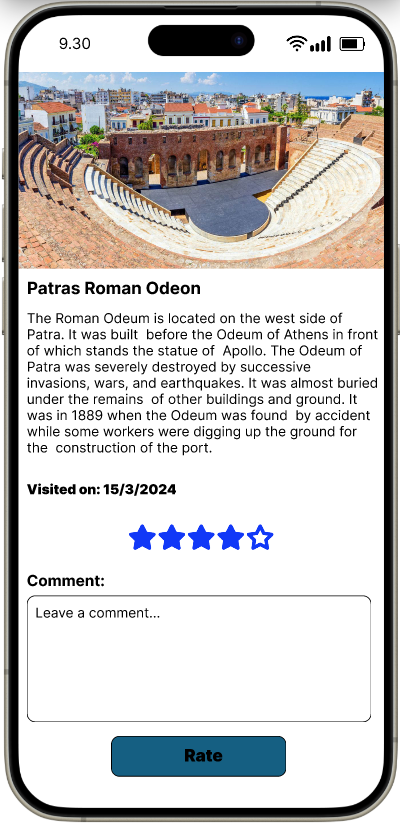 9.30
Patras Roman Odeon
The Roman Odeum is located on the west side of
Patra. It was built  before the Odeum of Athens in front
of which stands the statue of  Apollo. The Odeum of
Patra was severely destroyed by successive
invasions, wars, and earthquakes. It was almost buried
under the remains  of other buildings and ground. It
was in 1889 when the Odeum was found  by accident
while some workers were digging up the ground for
the  construction of the port.
Visited on: 15/3/2024
Comment:
Leave a comment...
Rate